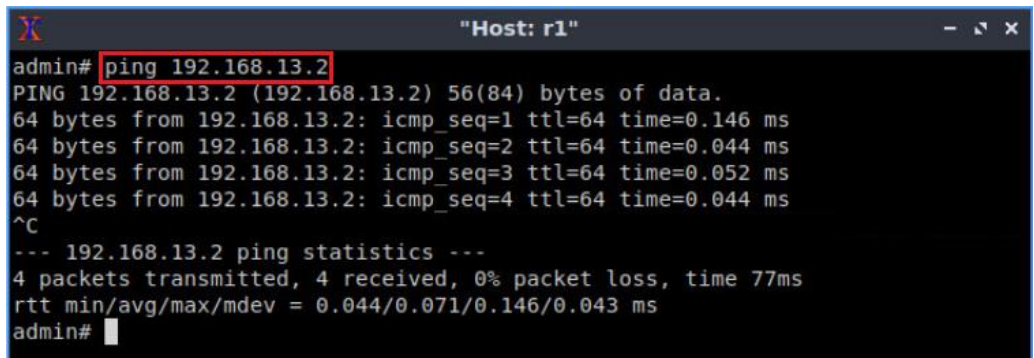 "Host: r1"
admin# ping 192.168.13.2
PING 192.168.13.2 (192.168.13.2) 56(84) bytes of data.
64 bytes from 192.168.13.2: icmp_seq=1 ttl=64 time=0.146 ms
64 bytes from 192.168.13.2: icmp_seq=2 ttl=64 time=0.044 ms
64 bytes from 192.168.13.2: icmp_seq=3 ttl=64 time=0.052 ms
64 bytes from 192.168.13.2: icmp_seq=4 ttl=64 time=0.044 ms
^C
--- 192.168.13.2 ping statistics ---
4 packets transmitted, 4 received, 0% packet loss, time 77ms
rtt min/avg/max/mdev = 0.044/0.071/0.146/0.043 ms
admin#